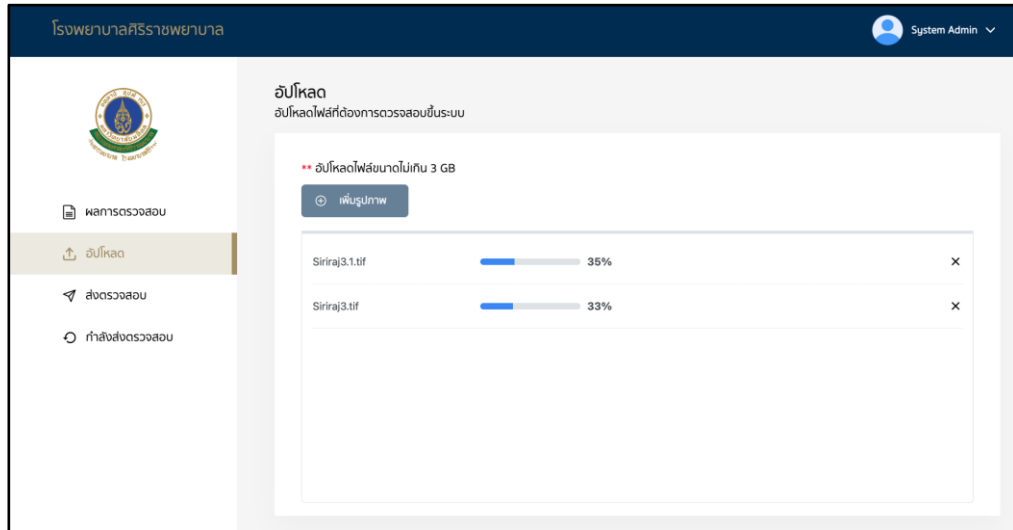 โรงพยาบาลศิริราชพยาบาล
System Admin
ผลการตรวจสอบ
อัปโหลด
ส่งตรวจสอบ
กำลังส่งตรวจสอบ
อัปโหลด
อัปโหลดไฟล์ที่ต้องการตวรจสอบขึ้นระบบ
** อัปโหลดไฟล์ขนาดไม่เกิน 3 GB
เพิ่มรูปภาพ
Siriraj3.1.tif 35%
Siriraj3.tif 33%